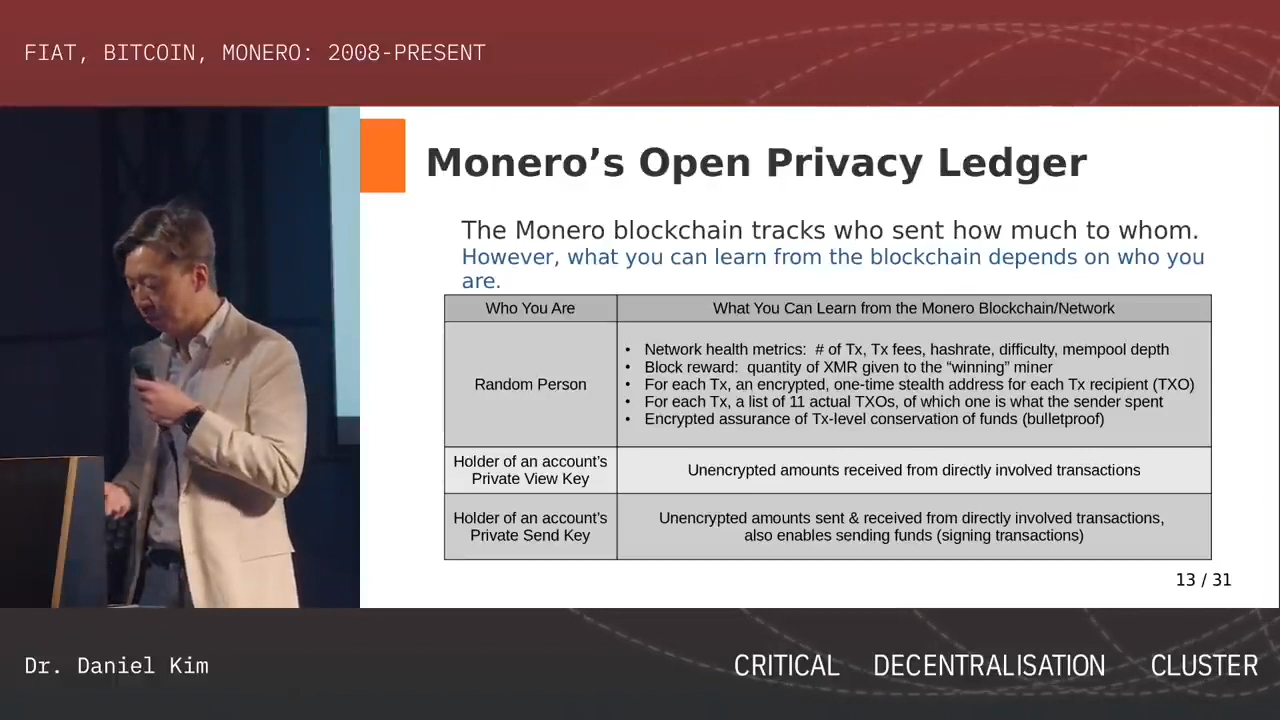 FIAT, BITCOIN, MONERO: 2008-PRESENT
Monero’s Open Privacy Ledger
The Monero blockchain tracks who sent how much to whom.
However, what you can learn from the blockchain depends on who you
are.
Who You Are
What You Can Learn from the Monero Blockchain/Network
Random Person
• Network health metrics: # of Tx, Tx fees, hashrate, difficulty, mempool depth
• Block reward: quantity of XMR given to the “winning” miner
• For each Tx, an encrypted, one-time stealth address for each Tx recipient (TXO)
• For each Tx, a list of 11 actual TXOs, of which one is what the sender spent
• Encrypted assurance of Tx-level conservation of funds (bulletproof)
Holder of an account’s
Private View Key
Unencrypted amounts received from directly involved transactions
Holder of an account’s
Private Send Key
Unencrypted amounts sent & received from directly involved transactions,
also enables sending funds (signing transactions)
13 / 31
Dr. Daniel Kim
CRITICAL DECENTRALISATION CLUSTER